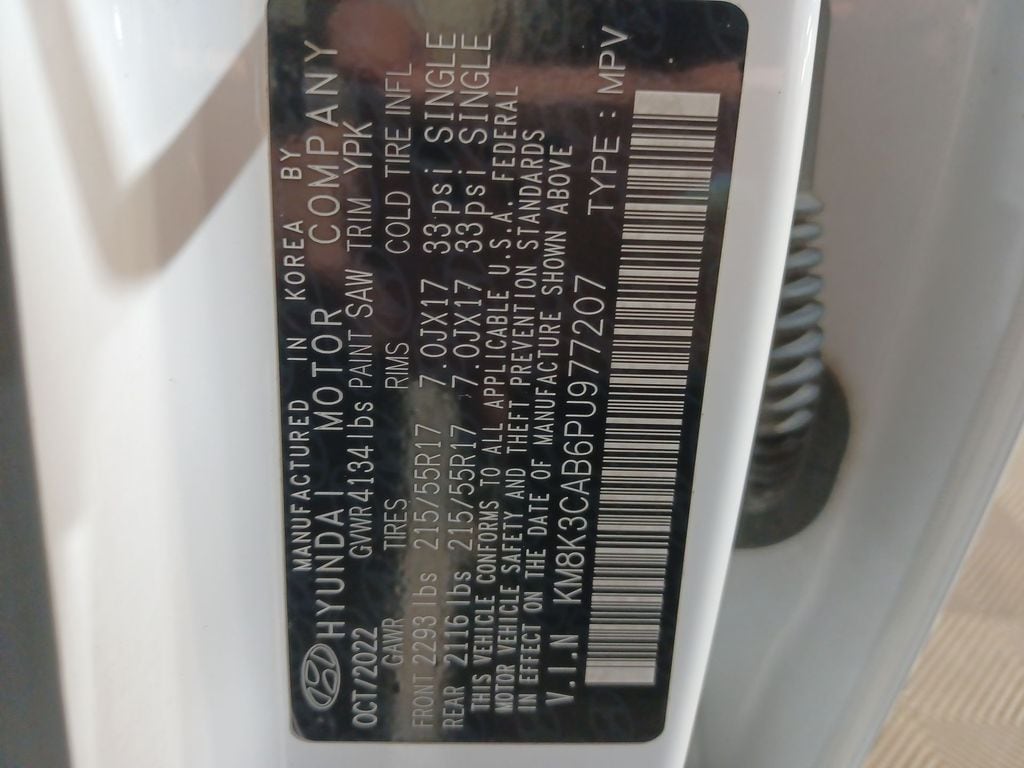 MANUFACTURED IN KOREA BY
HYUNDAI MOTOR COMPANY
OCT/2022 GVWR4134lbs PAINT SAW TRIM YPK
GAWR TIRES RIMS COLD TIRE INFL
FRONT 2293lbs 215/55R17 7.0JX17 33psi SINGLE
REAR 2116lbs 215/55R17 7.0JX17 33psi SINGLE
THIS VEHICLE CONFORMS TO ALL APPLICABLE U.S.A. FEDERAL
MOTOR VEHICLE SAFETY AND THEFT PREVENTION STANDARDS
IN EFFECT ON THE DATE OF MANUFACTURE SHOWN ABOVE
V.I.N KM8K3CAB6PU977207 TYPE : MPV